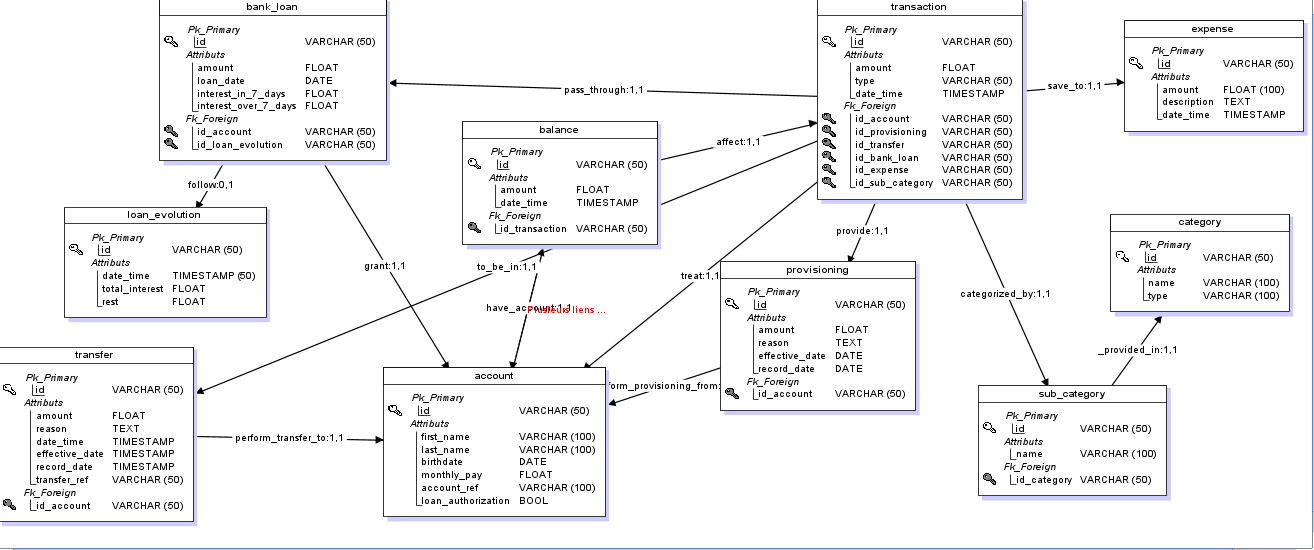 bank_loan
Pk_Primary
id VARCHAR (50)
Attributs
amount FLOAT
loan_date DATE
interest_in_7_days FLOAT
interest_over_7_days FLOAT
Fk_Foreign
id_account VARCHAR (50)
id_loan_evolution VARCHAR (50)
transaction
Pk_Primary
id VARCHAR (50)
Attributs
amount FLOAT
type VARCHAR (50)
date_time TIMESTAMP
Fk_Foreign
id_account VARCHAR (50)
id_provisioning VARCHAR (50)
id_transfer VARCHAR (50)
id_bank_loan VARCHAR (50)
id_expense VARCHAR (50)
id_sub_category VARCHAR (50)
expense
Pk_Primary
id VARCHAR (50)
Attributs
amount FLOAT (100)
description TEXT
date_time TIMESTAMP
pass_through:1,1
save_to:1,1
balance
Pk_Primary
id VARCHAR (50)
Attributs
amount FLOAT
date_time TIMESTAMP
Fk_Foreign
id_transaction VARCHAR (50)
affect:1,1
follow:0,1
loan_evolution
Pk_Primary
id VARCHAR (50)
Attributs
date_time TIMESTAMP (50)
total_interest FLOAT
rest FLOAT
category
Pk_Primary
id VARCHAR (50)
Attributs
name VARCHAR (100)
type VARCHAR (100)
provide:1,1
grant:1,1
to_be_in:1,1
treat:1,1
categorized_by:1,1
have_account:1,1
Plusieurs liens ...
provisioning
Pk_Primary
id VARCHAR (50)
Attributs
amount FLOAT
reason TEXT
effective_date DATE
record_date DATE
Fk_Foreign
id_account VARCHAR (50)
_provided_in:1,1
transfer
Pk_Primary
id VARCHAR (50)
Attributs
amount FLOAT
reason TEXT
date_time TIMESTAMP
effective_date TIMESTAMP
record_date TIMESTAMP
transfer_ref VARCHAR (50)
Fk_Foreign
id_account VARCHAR (50)
perform_transfer_to:1,1
account
Pk_Primary
id VARCHAR (50)
Attributs
first_name VARCHAR (100)
last_name VARCHAR (100)
birthdate DATE
monthly_pay FLOAT
account_ref VARCHAR (100)
loan_authorization BOOL
form_provisioning_from:
sub_category
Pk_Primary
id VARCHAR (50)
Attributs
name VARCHAR (100)
Fk_Foreign
id_category VARCHAR (50)